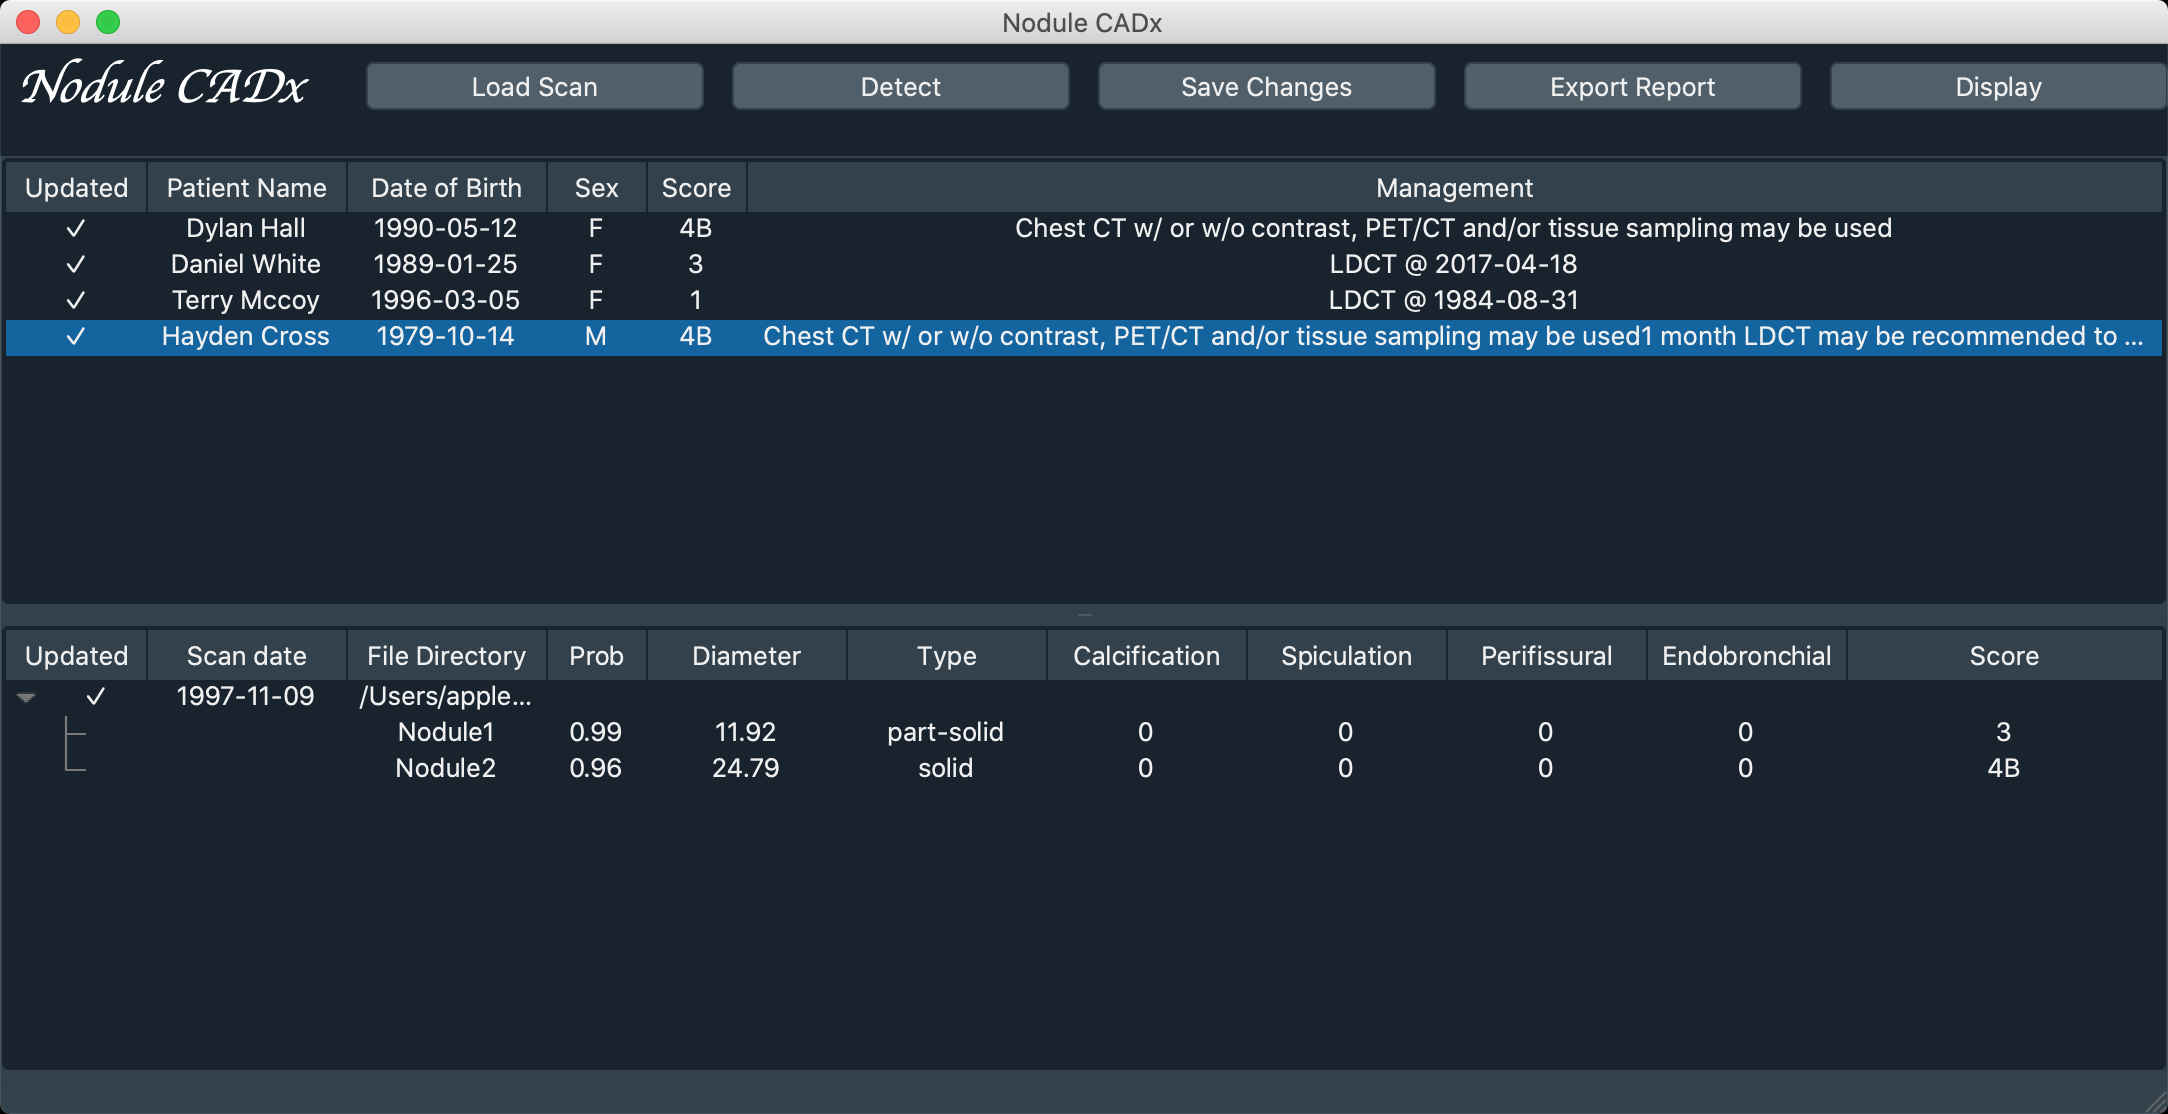 Nodule CADx
Nodule CADx Load Scan Detect Save Changes Export Report Display
Updated Patient Name Date of Birth Sex Score Management
✓ Dylan Hall 1990-05-12 F 4B Chest CT w/ or w/o contrast, PET/CT and/or tissue sampling may be used
✓ Daniel White 1989-01-25 F 3 LDCT @ 2017-04-18
✓ Terry Mccoy 1996-03-05 F 1 LDCT @ 1984-08-31
✓ Hayden Cross 1979-10-14 M 4B Chest CT w/ or w/o contrast, PET/CT and/or tissue sampling may be used1 month LDCT may be recommended to ...
Updated Scan date File Directory Prob Diameter Type Calcification Spiculation Perifissural Endobronchial Score
✓ 1997-11-09 /Users/apple...
Nodule1 0.99 11.92 part-solid 0 0 0 0 3
Nodule2 0.96 24.79 solid 0 0 0 0 4B